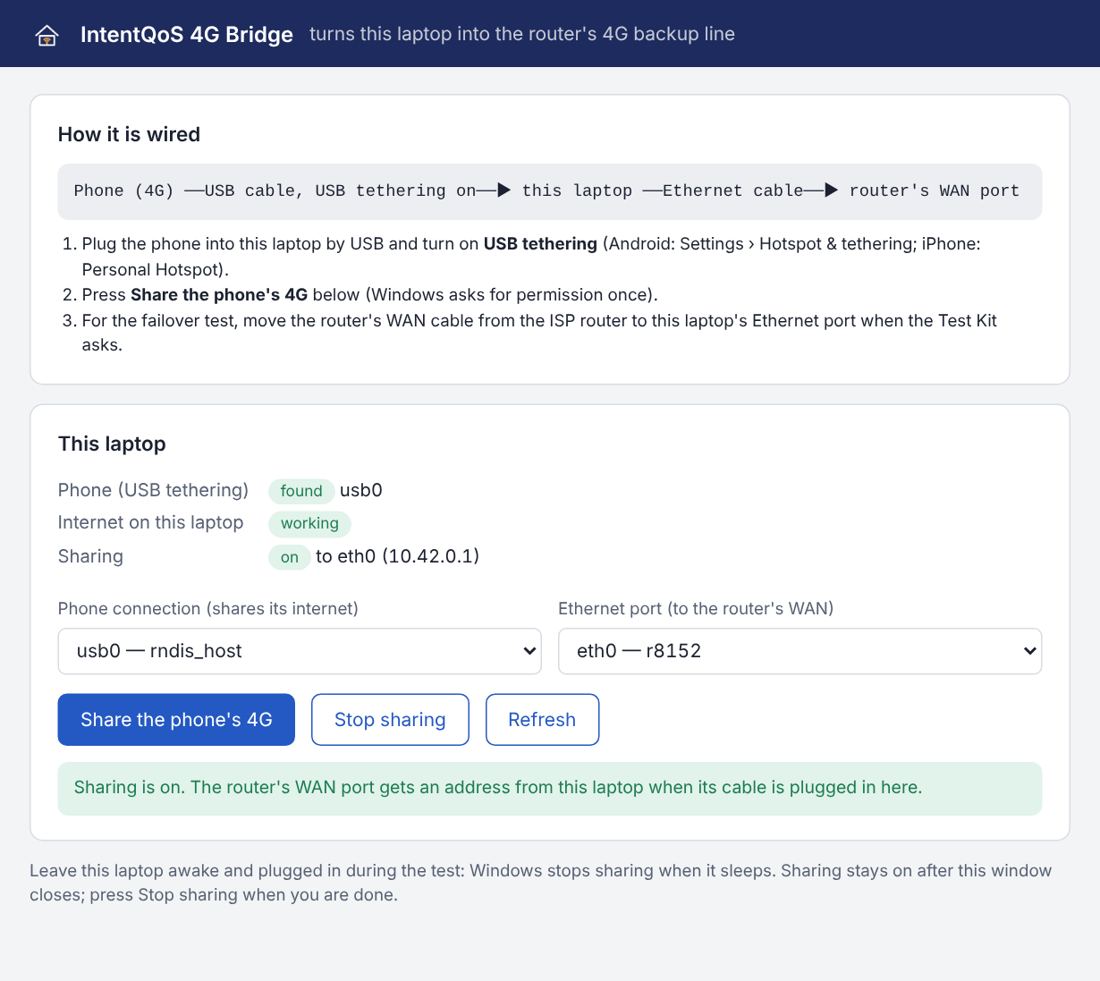 IntentQoS 4G Bridge turns this laptop into the router's 4G backup line
How it is wired
Phone (4G) ──USB cable, USB tethering on──▶ this laptop ──Ethernet cable──▶ router's WAN port
1. Plug the phone into this laptop by USB and turn on USB tethering (Android: Settings › Hotspot & tethering; iPhone:
Personal Hotspot).
2. Press Share the phone's 4G below (Windows asks for permission once).
3. For the failover test, move the router's WAN cable from the ISP router to this laptop's Ethernet port when the Test Kit
asks.
This laptop
Phone (USB tethering) found usb0
Internet on this laptop working
Sharing on to eth0 (10.42.0.1)
Phone connection (shares its internet) Ethernet port (to the router's WAN)
usb0 — rndis_host eth0 — r8152
Share the phone's 4G Stop sharing Refresh
Sharing is on. The router's WAN port gets an address from this laptop when its cable is plugged in here.
Leave this laptop awake and plugged in during the test: Windows stops sharing when it sleeps. Sharing stays on after this window
closes; press Stop sharing when you are done.